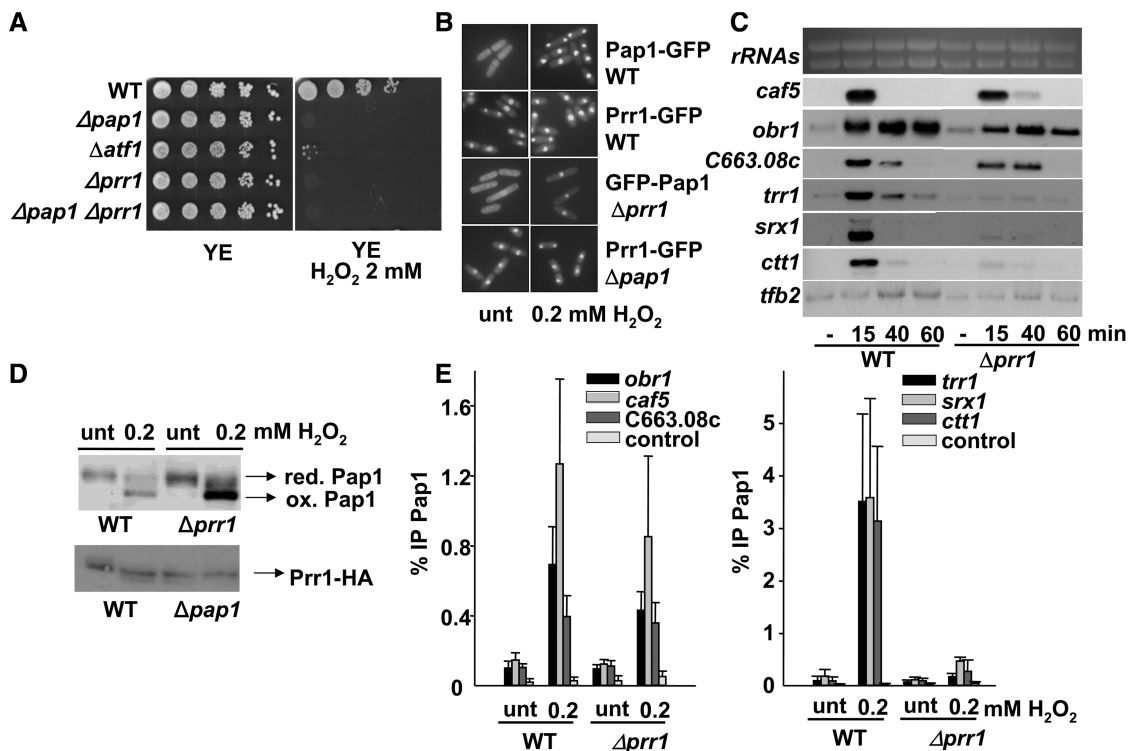 A
WT
Δpap1
Δatf1
Δprr1
Δpap1 Δprr1
YE
YE
H₂O₂ 2 mM
B
Pap1-GFP
WT
Prr1-GFP
WT
GFP-Pap1
Δprr1
Prr1-GFP
Δpap1
unt 0.2 mM H₂O₂
C
rRNAs
caf5
obr1
C663.08c
trr1
srx1
ctt1
tfb2
- 15 40 60 - 15 40 60 min
WT Δprr1
D
unt 0.2 unt 0.2 mM H₂O₂
red. Pap1
ox. Pap1
WT Δprr1
Prr1-HA
WT Δpap1
E
% IP Pap1
1.6
1.2
0.8
0.4
0
obr1
caf5
C663.08c
control
unt 0.2 unt 0.2
WT Δprr1
% IP Pap1
5
4
3
2
1
0
trr1
srx1
ctt1
control
unt 0.2 unt 0.2 mM H₂O₂
WT Δprr1